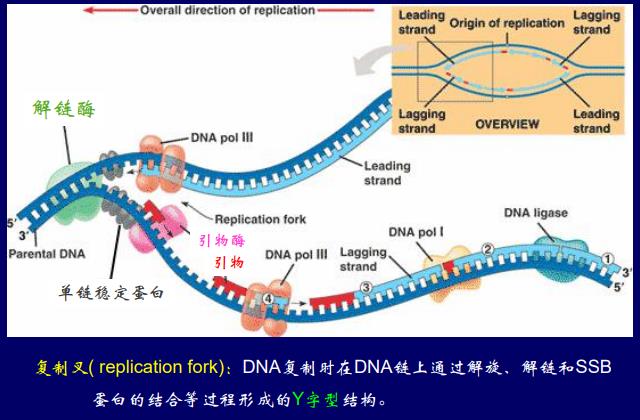 Overall direction of replication
Leading
strand
Origin of replication
Lagging
strand
Lagging
strand
OVERVIEW
Leading
strand
解链酶
DNA pol III
Leading
strand
Replication fork
5'
3'
Parental DNA
引物酶
引物
单链稳定蛋白
DNA pol III
④
Lagging
strand
③
DNA pol I
②
DNA ligase
①
3'
5'
复制叉( replication fork)：DNA复制时在DNA链上通过解旋、解链和SSB
蛋白的结合等过程形成的Y字型结构。